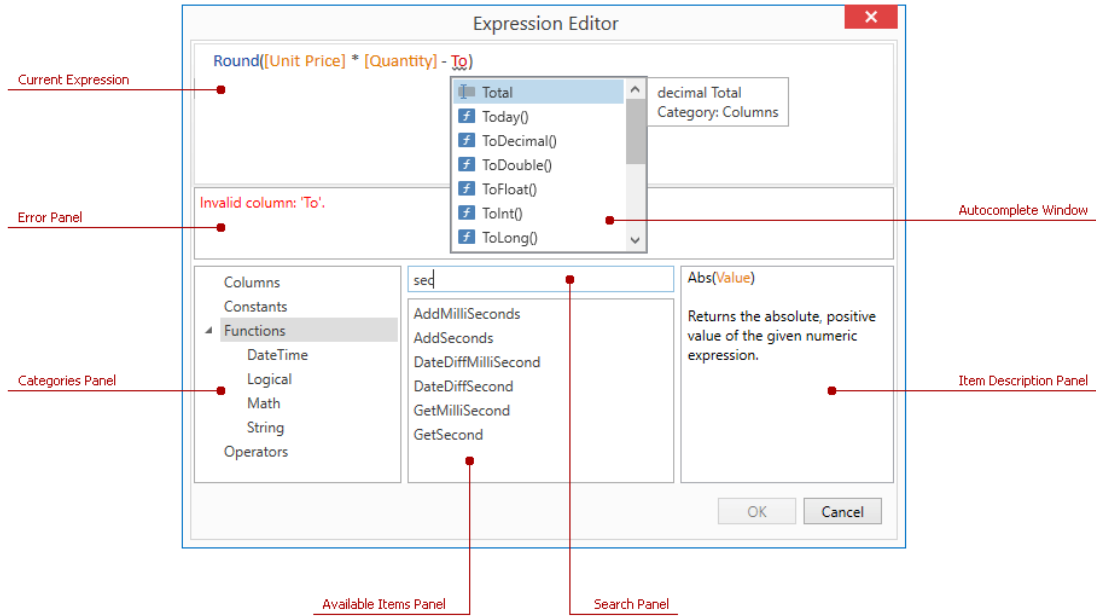 Expression Editor
Round([Unit Price] * [Quantity] - To)
Current Expression
Total
Today()
ToDecimal()
ToDouble()
ToFloat()
ToInt()
ToLong()
decimal Total
Category: Columns
Invalid column: 'To'.
Error Panel
Autocomplete Window
Columns
Constants
Functions
DateTime
Logical
Math
String
Operators
Categories Panel
sec
AddMilliSeconds
AddSeconds
DateDiffMilliSecond
DateDiffSecond
GetMilliSecond
GetSecond
Abs(Value)
Returns the absolute, positive
value of the given numeric
expression.
Item Description Panel
OK
Cancel
Available Items Panel
Search Panel